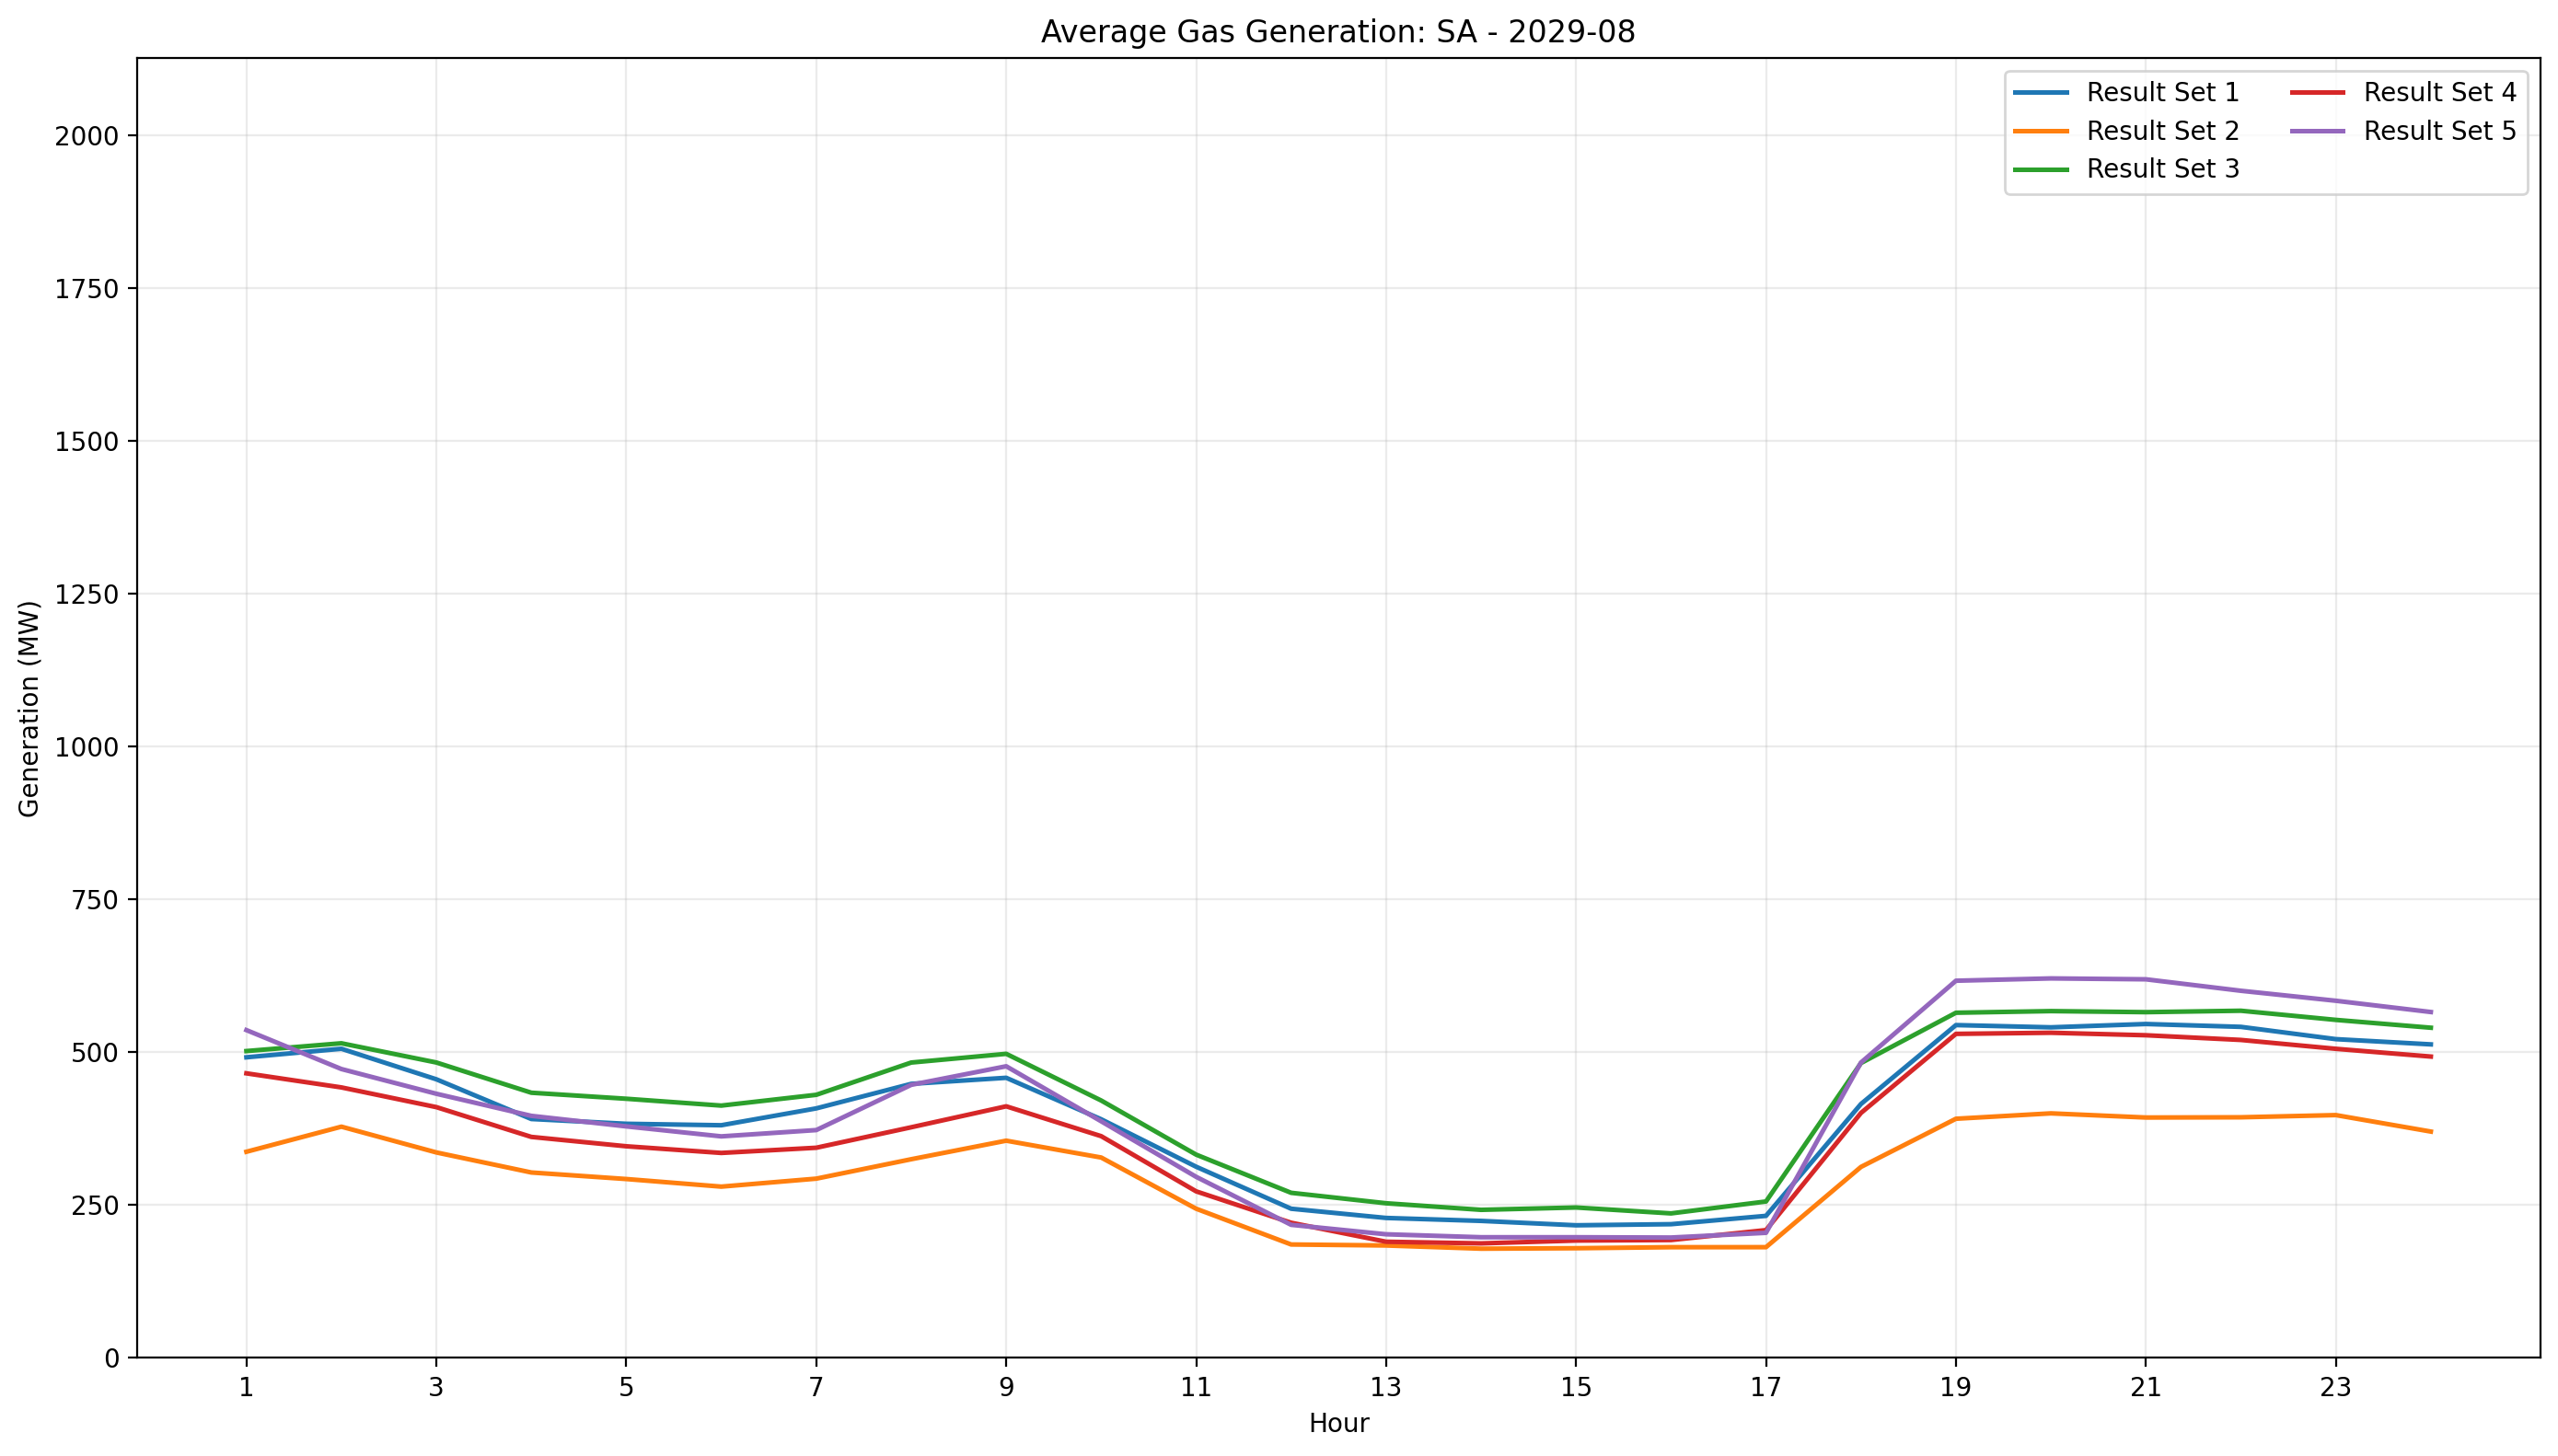 Average Gas Generation: SA - 2029-08
Result Set 1
Result Set 2
Result Set 3
Result Set 4
Result Set 5
Generation (MW)
2000
1750
1500
1250
1000
750
500
250
0
1 3 5 7 9 11 13 15 17 19 21 23
Hour